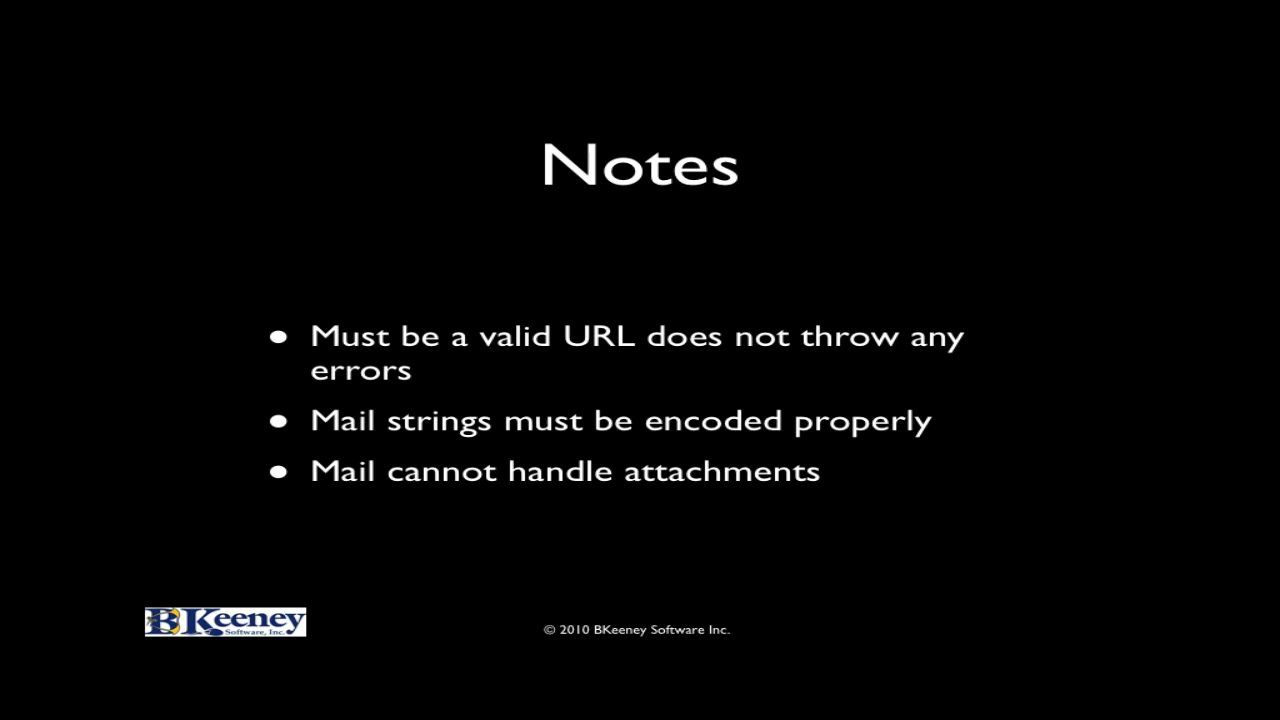 Notes
• Must be a valid URL does not throw any
errors
• Mail strings must be encoded properly
• Mail cannot handle attachments
BKeeney
Software, Inc.
© 2010 BKeeney Software Inc.